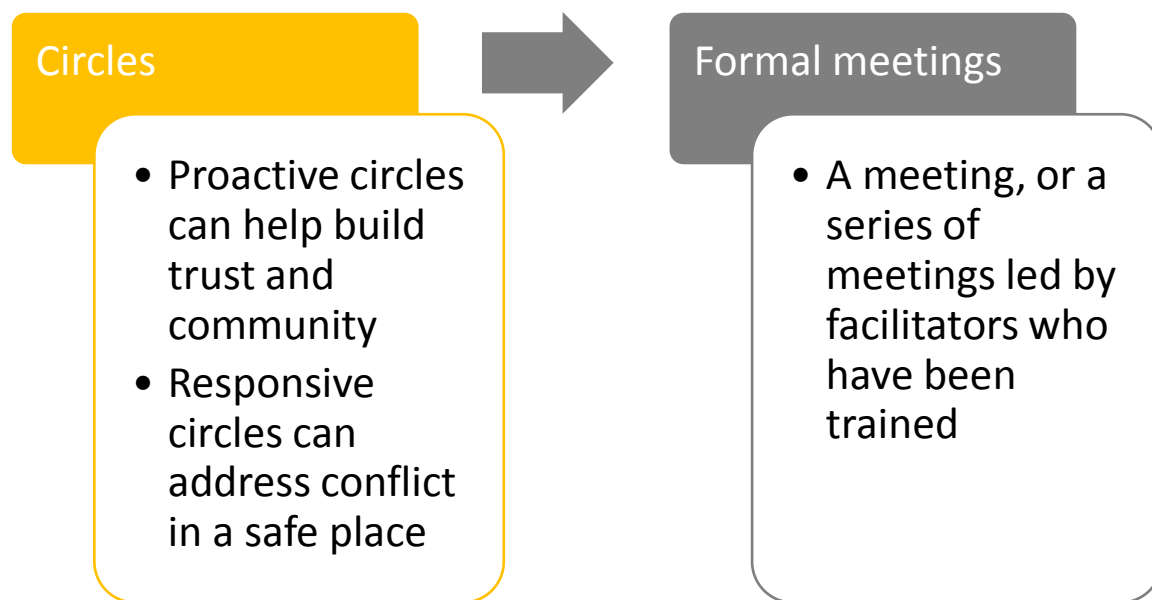 Circles
• Proactive circles
can help build
trust and
community
• Responsive
circles can
address conflict
in a safe place
Formal meetings
• A meeting, or a
series of
meetings led by
facilitators who
have been
trained